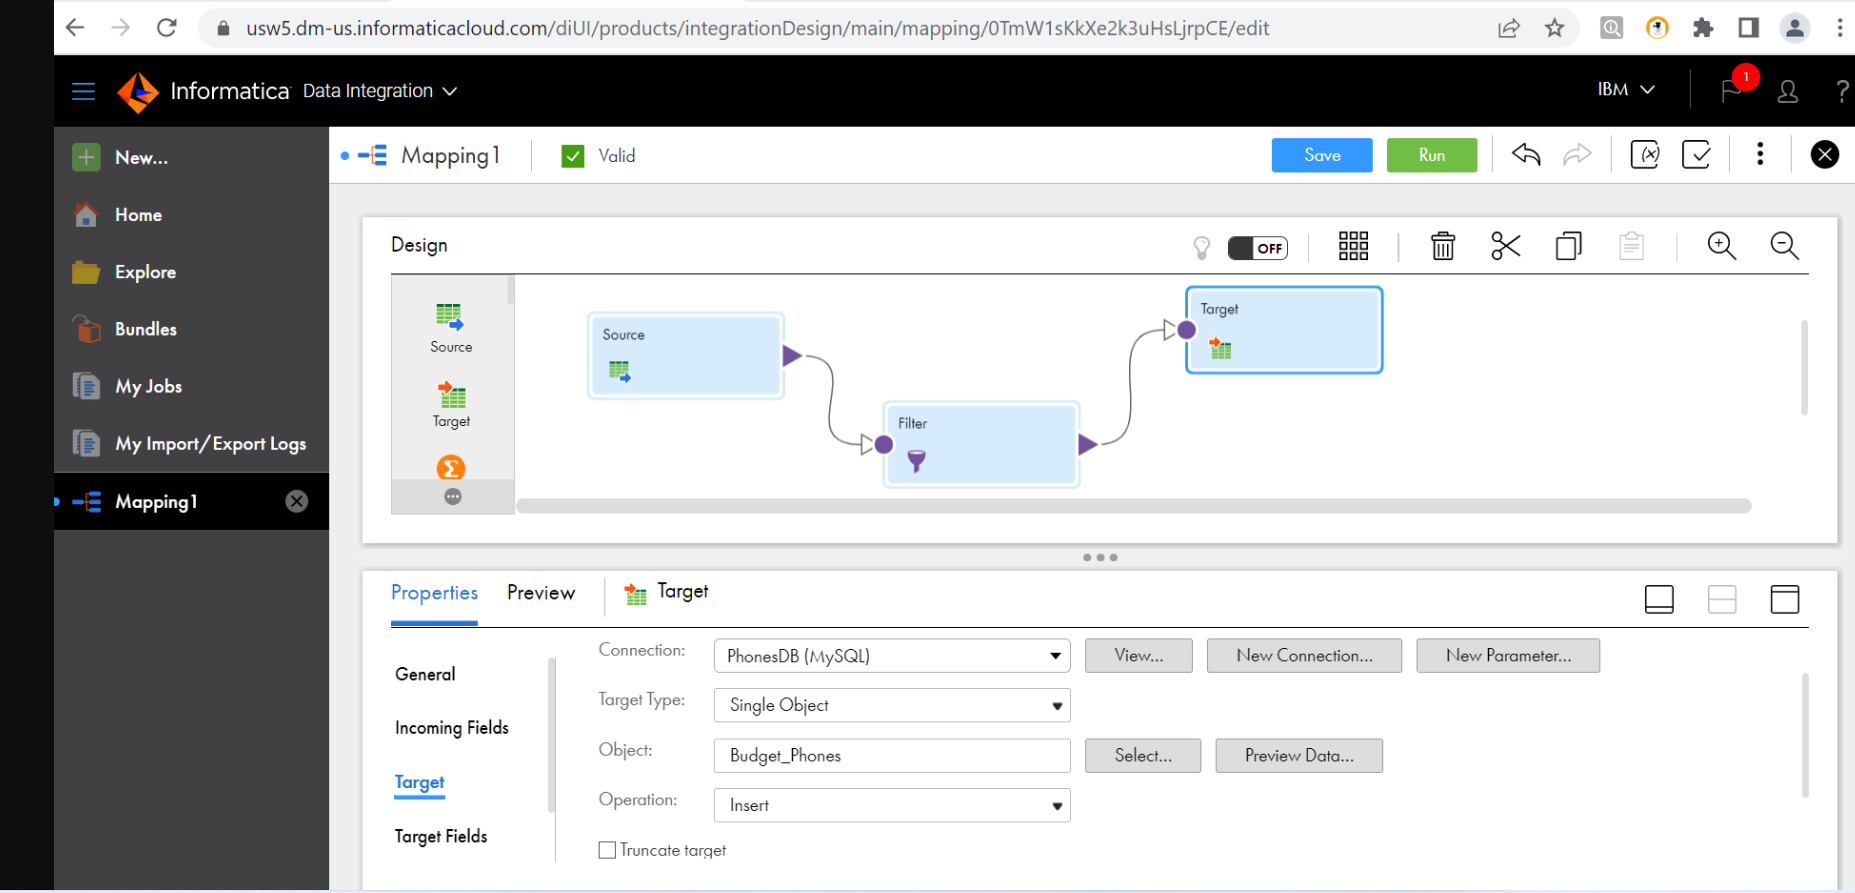 usw5.dm-us.informaticacloud.com/diUI/products/integrationDesign/main/mapping/0TmW1sKkXe2k3uHsLjrpCE/edit
Informatica Data Integration
IBM
1
?
New...
Home
Explore
Bundles
My Jobs
My Import/Export Logs
Mapping1
Mapping1
Valid
Save
Run
Design
OFF
Source
Target
Source
Filter
Target
Properties
Preview
Target
General
Incoming Fields
Target
Target Fields
Connection: PhonesDB (MySQL) View... New Connection... New Parameter...
Target Type: Single Object
Object: Budget_Phones Select... Preview Data...
Operation: Insert
Truncate target